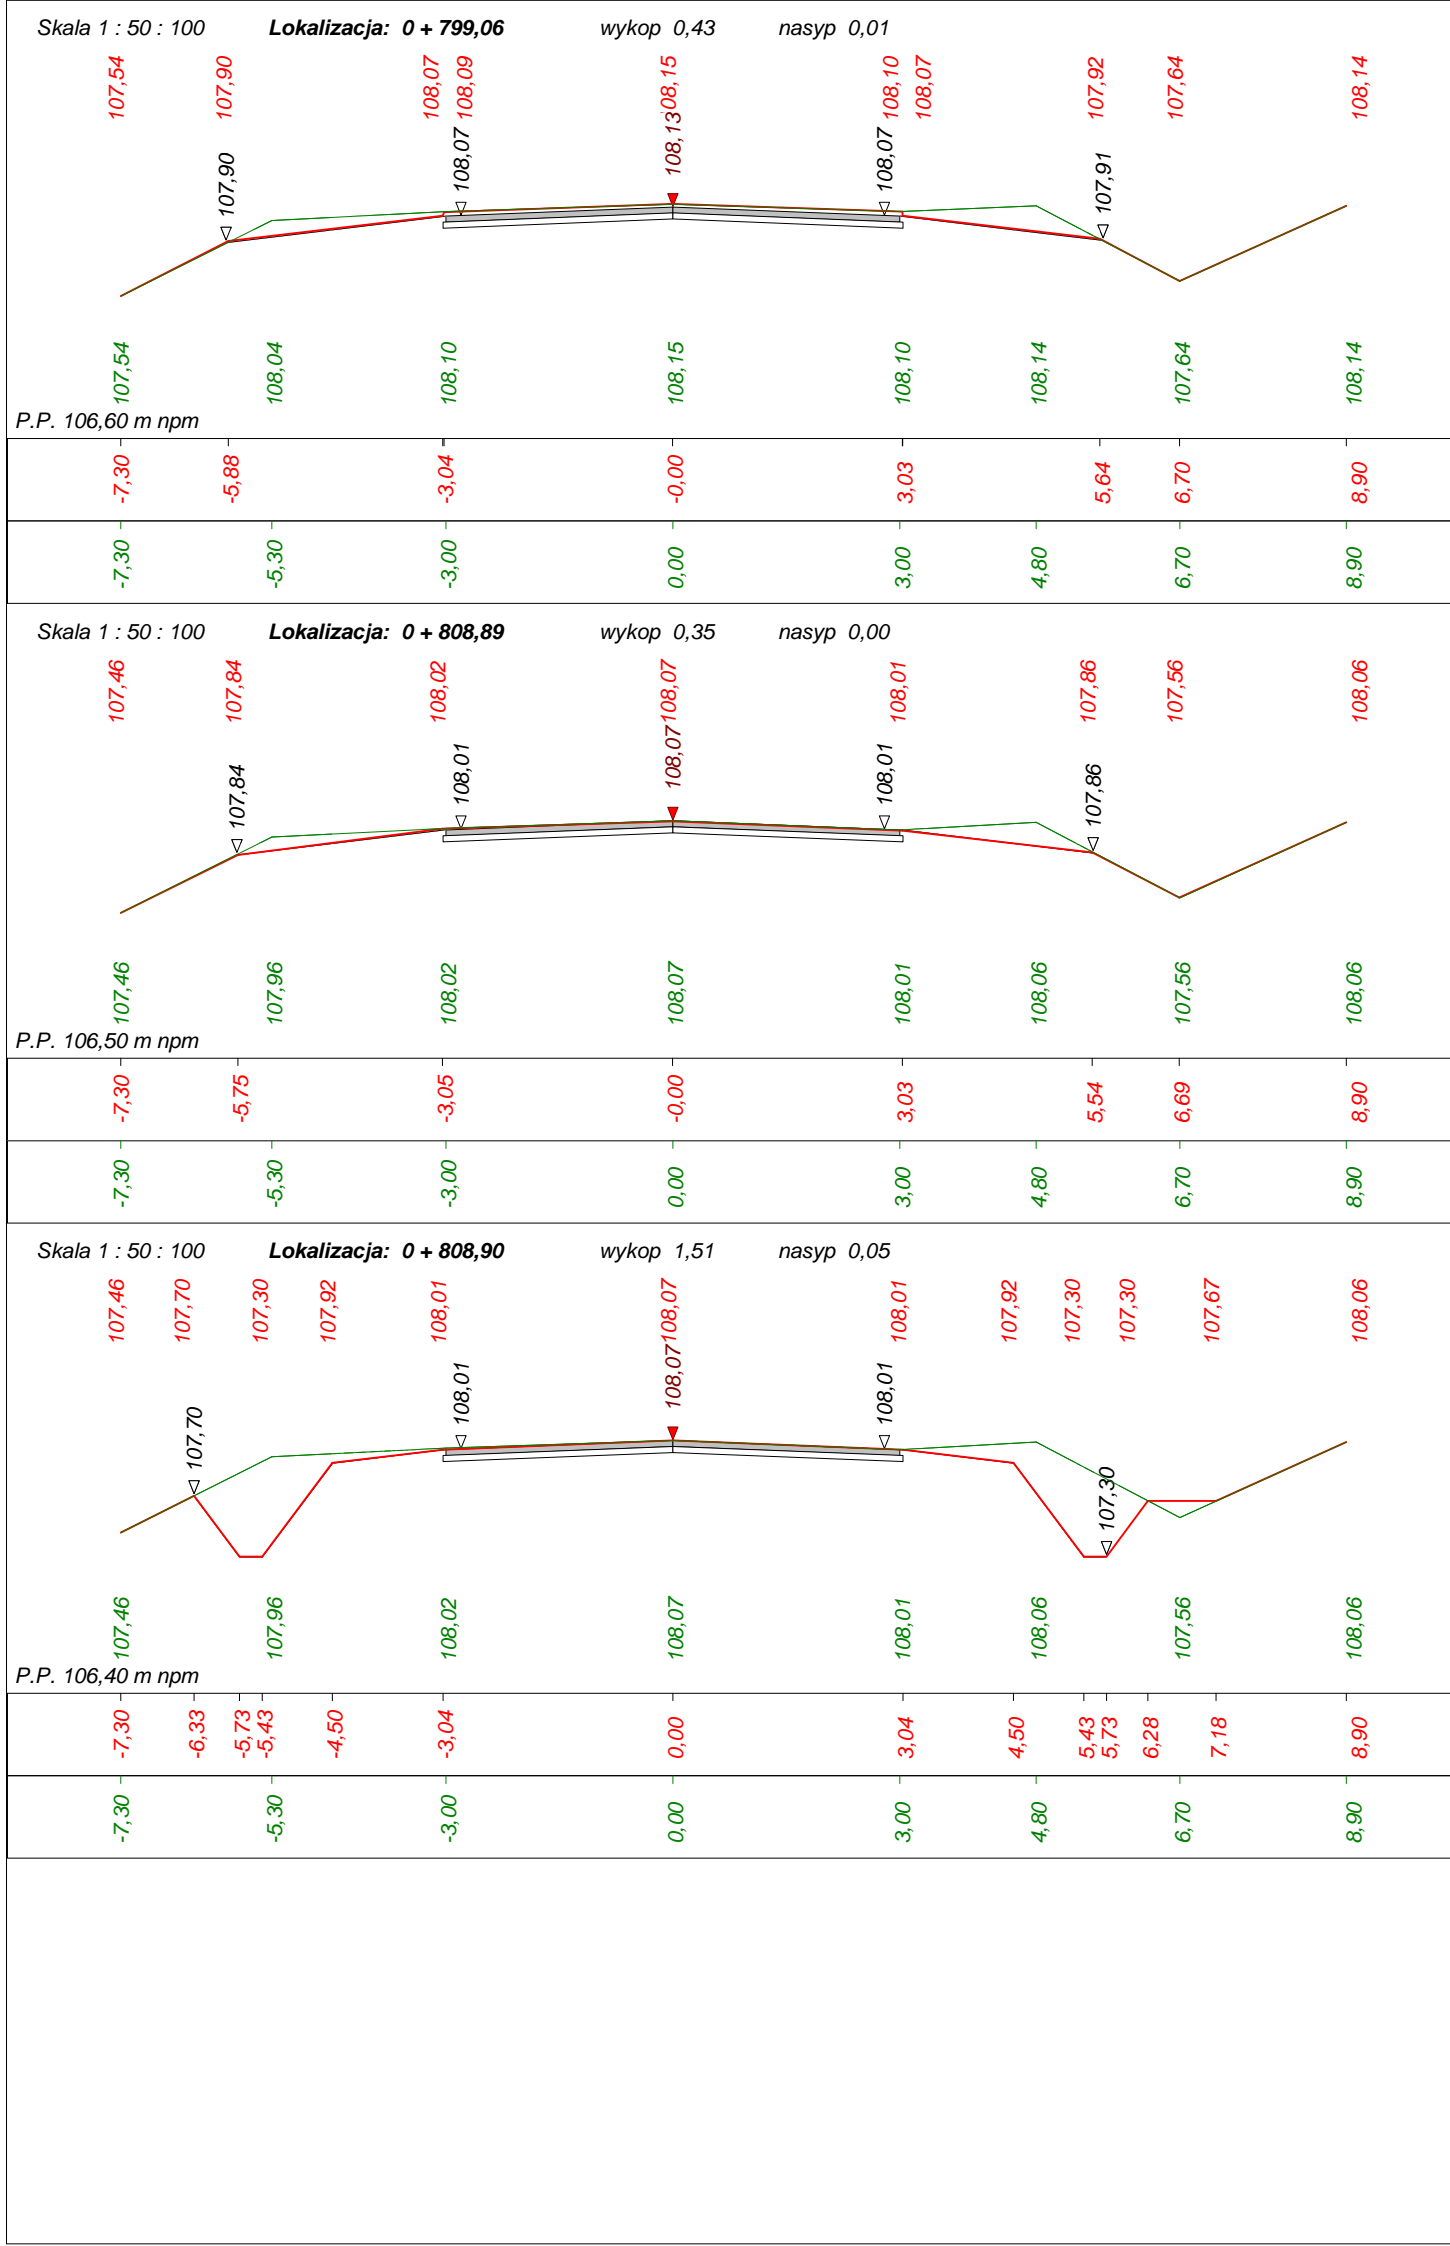 Skala 1 : 50 : 100 Lokalizacja: 0 + 799,06 wykop 0,43 nasyp 0,01
107,54 107,90 108,07 108,09 108,15 108,10 108,07 107,92 107,64 108,14
107,90 108,07 108,13 108,07 107,91
107,54 108,04 108,10 108,15 108,10 108,14 107,64 108,14
P.P. 106,60 m npm
-7,30 -5,88 -3,04 -0,00 3,03 5,64 6,70 8,90
-7,30 -5,30 -3,00 0,00 3,00 4,80 6,70 8,90
Skala 1 : 50 : 100 Lokalizacja: 0 + 808,89 wykop 0,35 nasyp 0,00
107,46 107,84 108,02 108,07 108,01 107,86 107,56 108,06
107,84 108,01 108,07 108,01 107,86
107,46 107,96 108,02 108,07 108,01 108,06 107,56 108,06
P.P. 106,50 m npm
-7,30 -5,75 -3,05 -0,00 3,03 5,54 6,69 8,90
-7,30 -5,30 -3,00 0,00 3,00 4,80 6,70 8,90
Skala 1 : 50 : 100 Lokalizacja: 0 + 808,90 wykop 1,51 nasyp 0,05
107,46 107,70 107,30 107,92 108,01 108,07 108,01 107,92 107,30 107,30 107,67 108,06
107,70 108,01 108,07 108,01 107,30
107,46 107,96 108,02 108,07 108,01 108,06 107,56 108,06
P.P. 106,40 m npm
-7,30 -6,33 -5,73 -5,43 -4,50 -3,04 0,00 3,04 4,50 5,43 5,73 6,28 7,18 8,90
-7,30 -5,30 -3,00 0,00 3,00 4,80 6,70 8,90